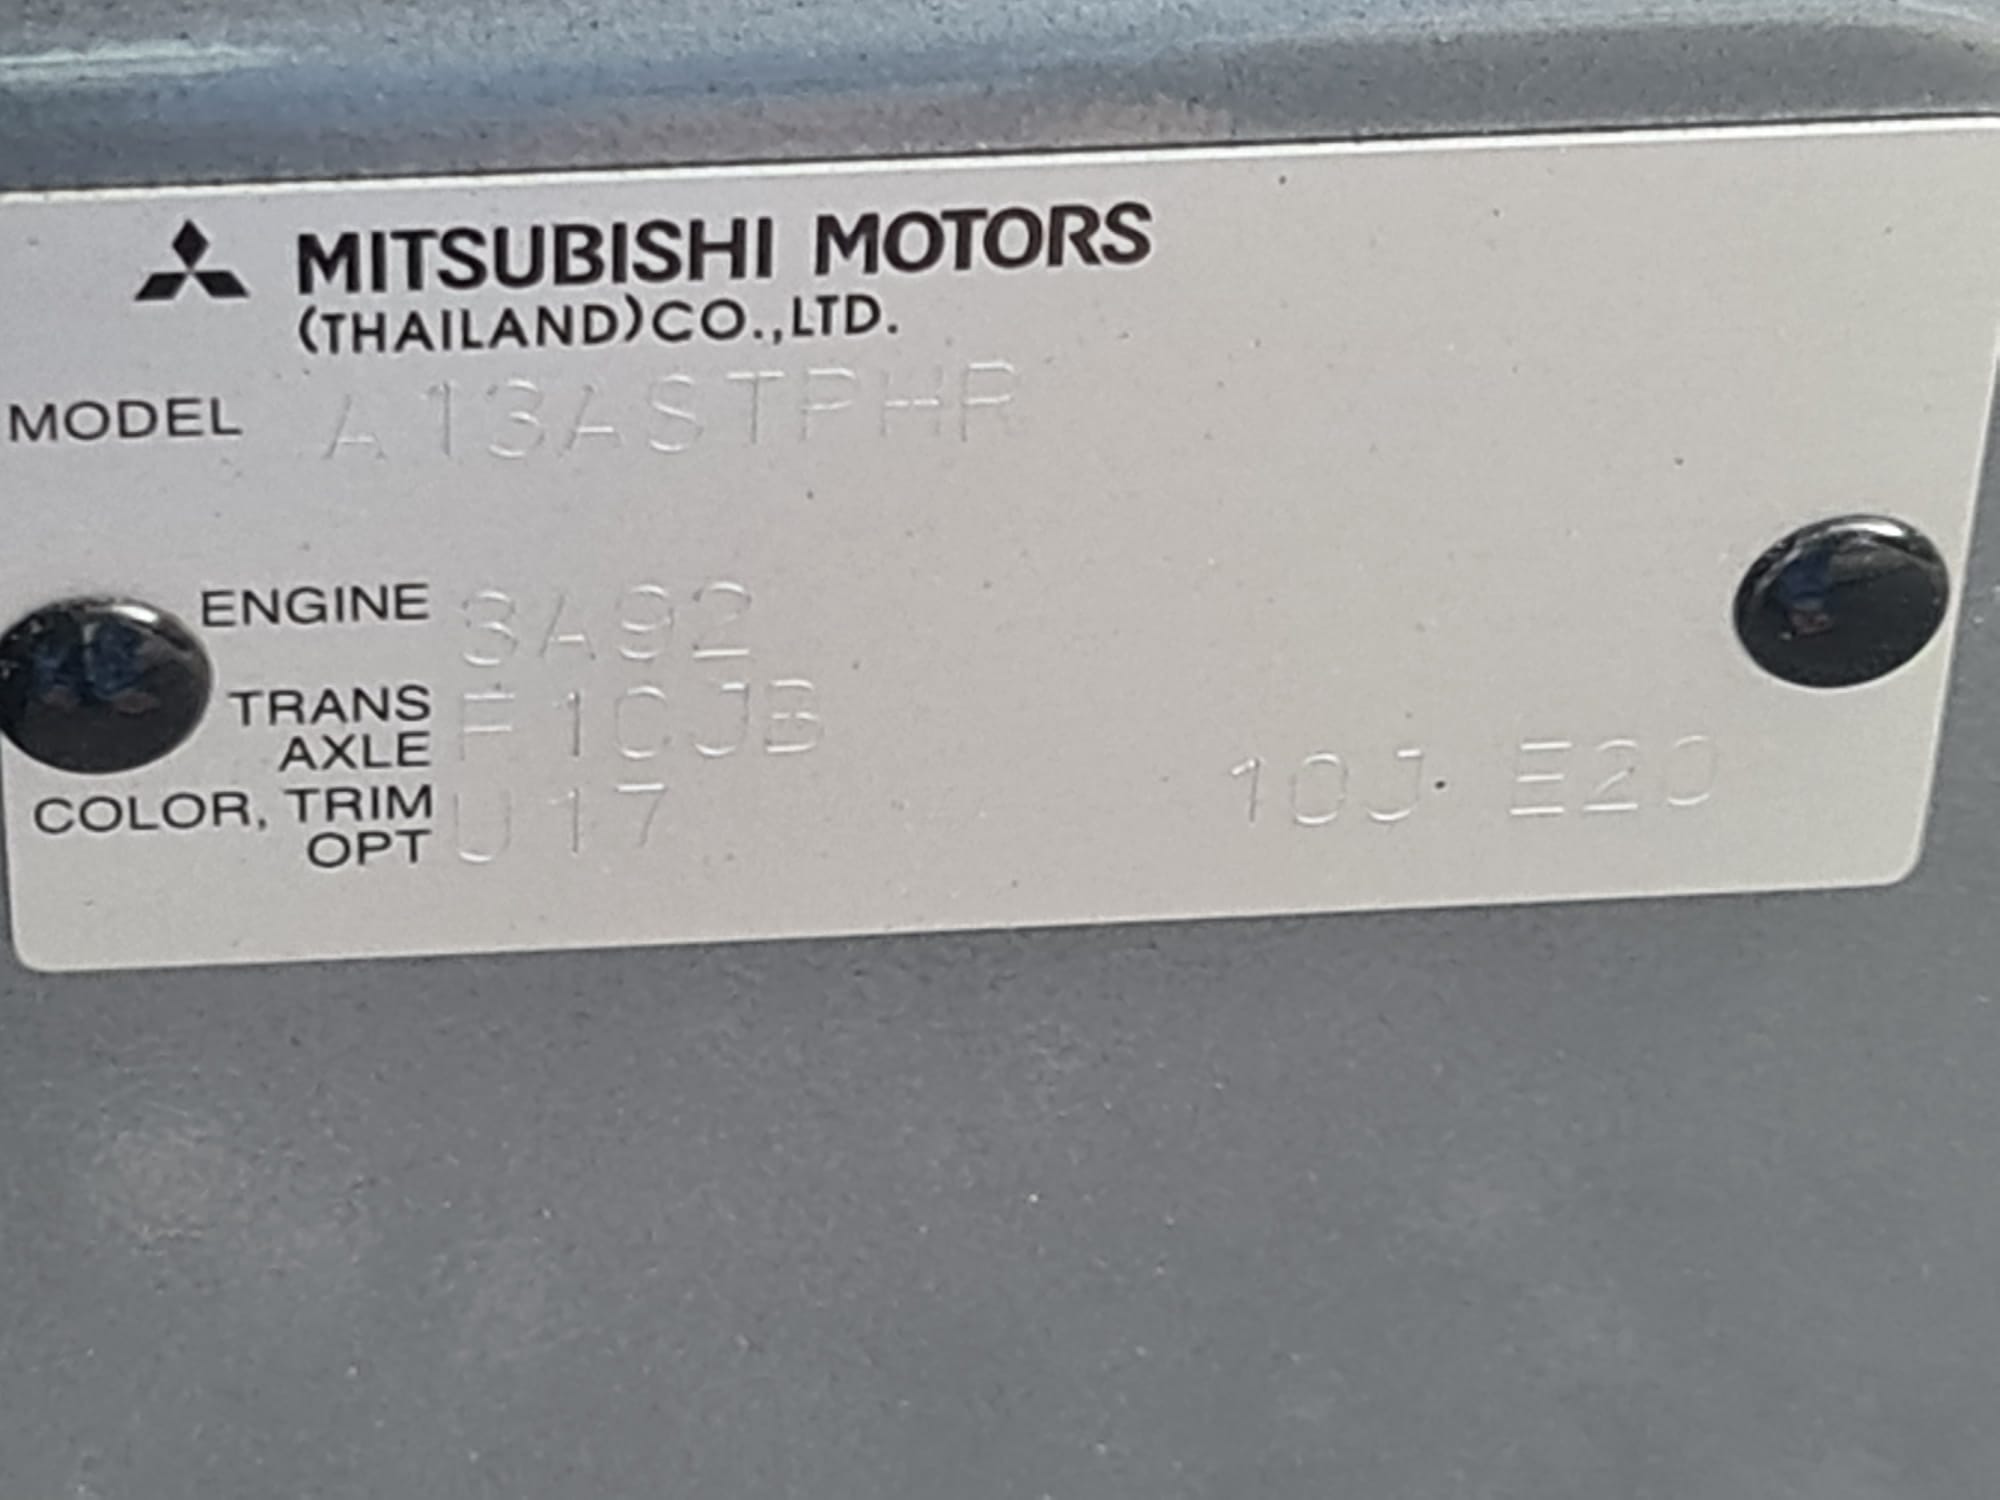 MITSUBISHI MOTORS
(THAILAND)CO.,LTD.
MODEL A13ASTPHR
ENGINE 3A92
TRANS
AXLE F1CJB
COLOR, TRIM
OPT U17 10J E20